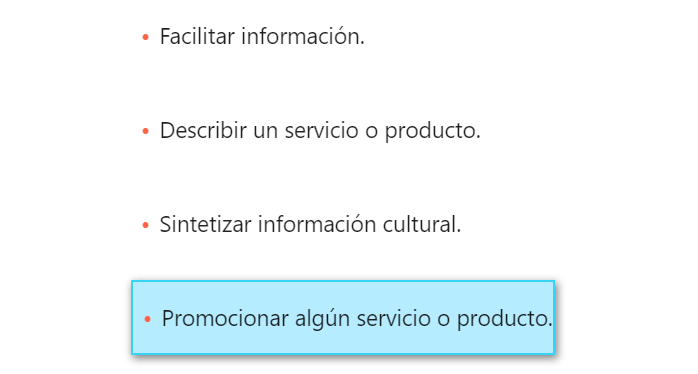 • Facilitar información.
• Describir un servicio o producto.
• Sintetizar información cultural.
• Promocionar algún servicio o producto.